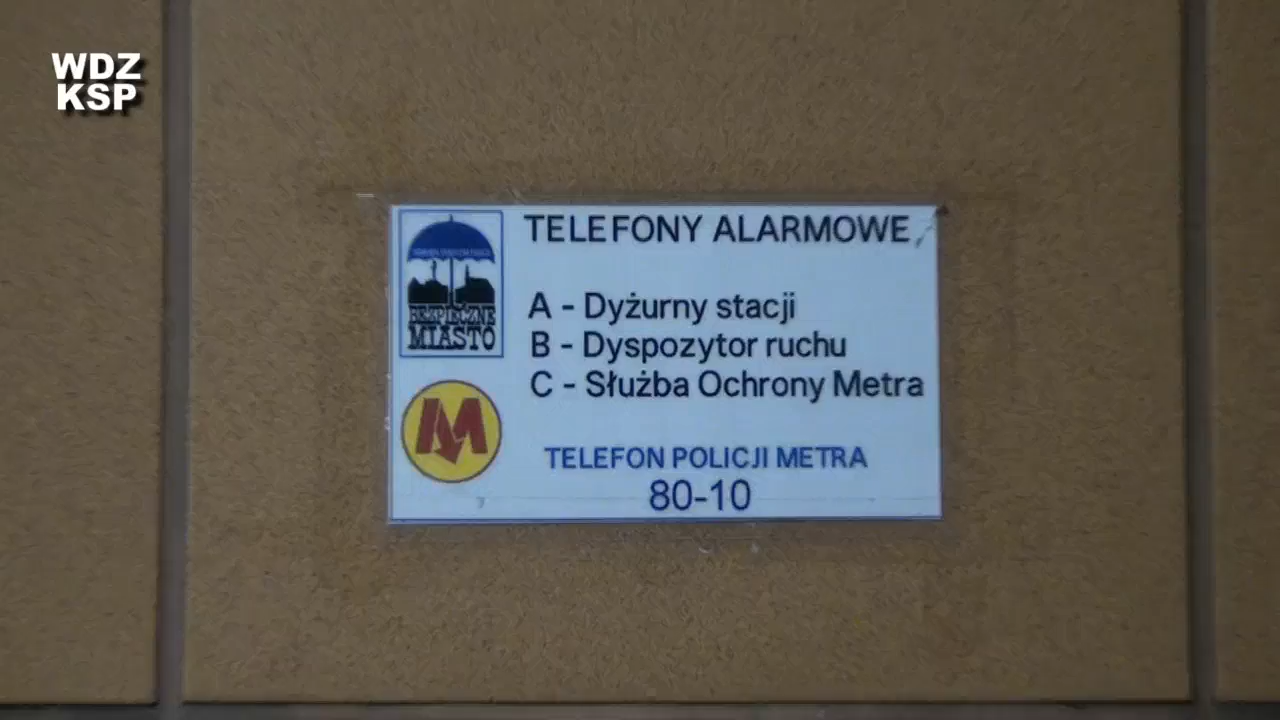 WDZ
KSP
TELEFONY ALARMOWE
A - Dyżurny stacji
B - Dyspozytor ruchu
C - Służba Ochrony Metra
BEZPIECZNE
MIASTO
M
TELEFON POLICJI METRA
80-10